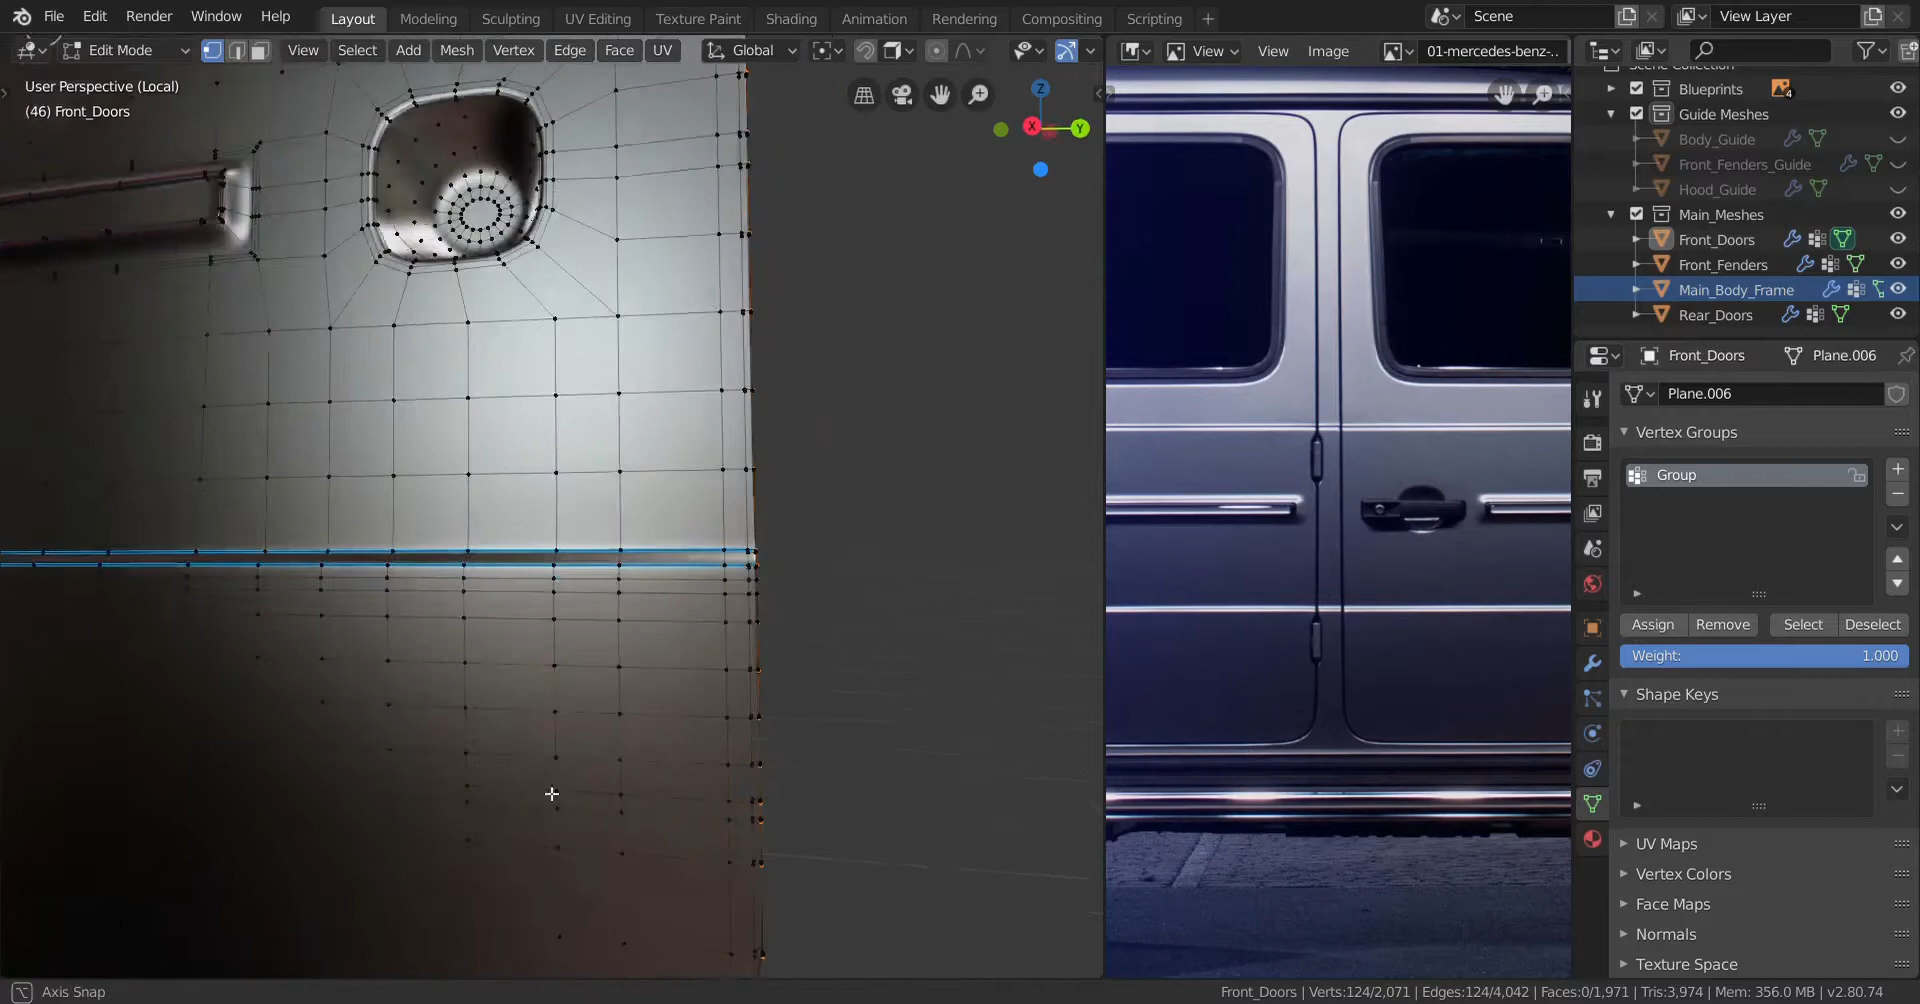 File Edit Render Window Help Layout Modeling Sculpting UV Editing Texture Paint Shading Animation Rendering Compositing Scripting + Scene View Layer
Edit Mode View Select Add Mesh Vertex Edge Face UV Global View View Image 01-mercedes-benz-..
User Perspective (Local)
(46) Front_Doors
Z
X
Y
Scene Collection
Blueprints 4
Guide Meshes
Body_Guide
Front_Fenders_Guide
Hood_Guide
Main_Meshes
Front_Doors
Front_Fenders
Main_Body_Frame
Rear_Doors
Front_Doors Plane.006
Plane.006
Vertex Groups
Group
Assign Remove Select Deselect
Weight: 1.000
Shape Keys
UV Maps
Vertex Colors
Face Maps
Normals
Texture Space
Axis Snap
Front_Doors | Verts:124/2,071 | Edges:124/4,042 | Faces:0/1,971 | Tris:3,974 | Mem: 356.0 MB | v2.80.74